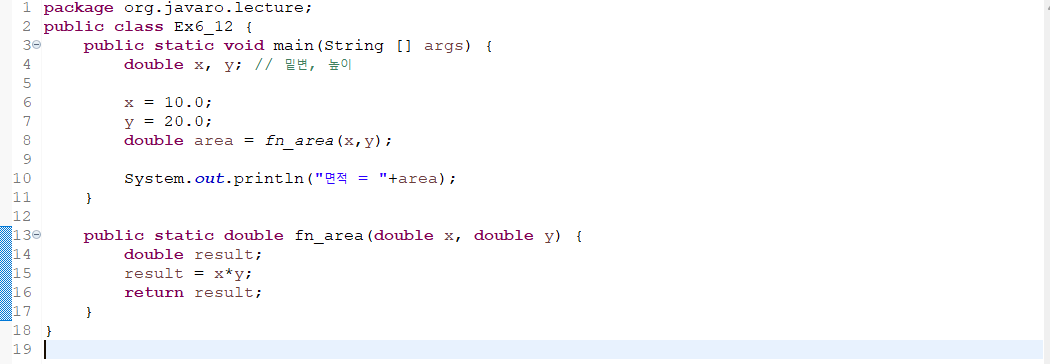 1 package org.javaro.lecture;
2 public class Ex6_12 {
3 public static void main(String [] args) {
4 double x, y; // 밑변, 높이
5
6 x = 10.0;
7 y = 20.0;
8 double area = fn_area(x,y);
9
10 System.out.println("면적 = "+area);
11 }
12
13 public static double fn_area(double x, double y) {
14 double result;
15 result = x*y;
16 return result;
17 }
18 }
19